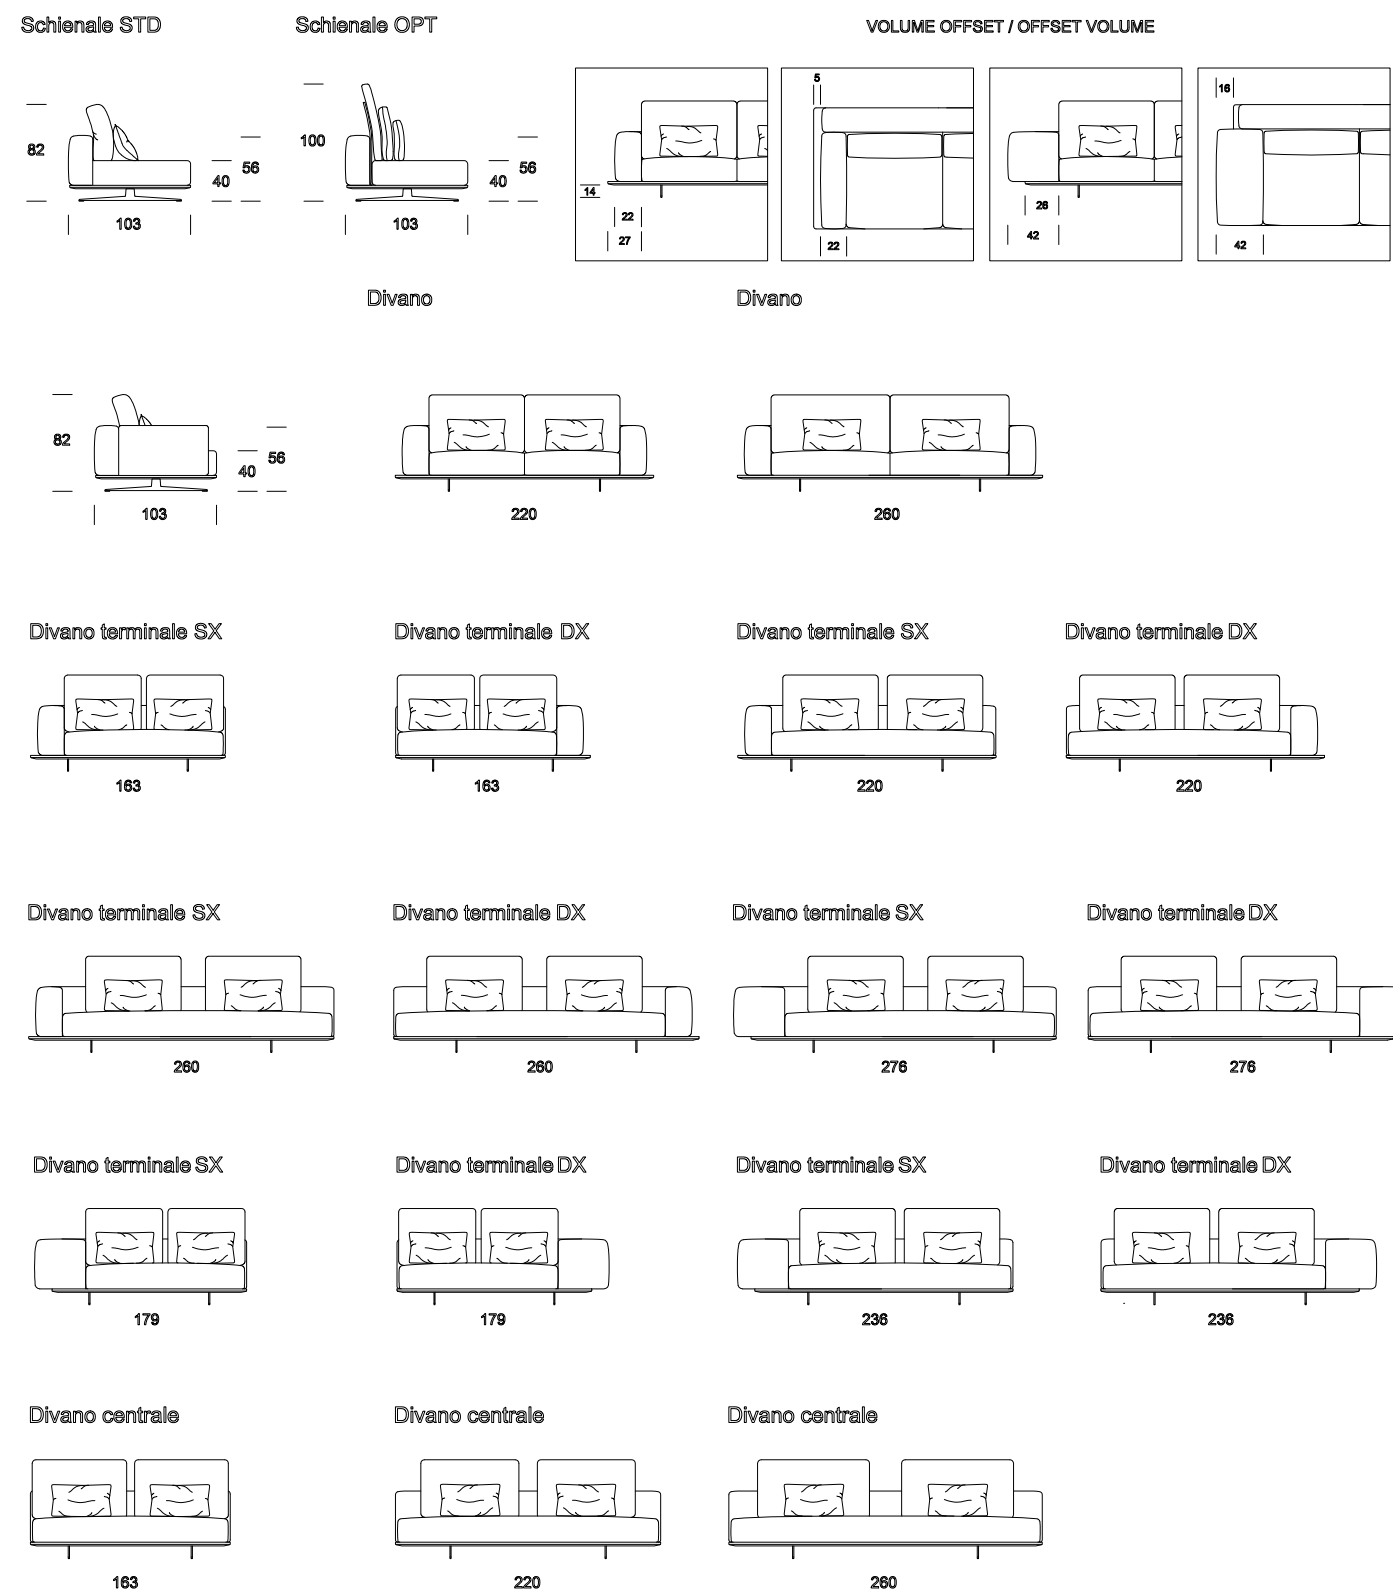 Schienale STD
Schienale OPT
VOLUME OFFSET / OFFSET VOLUME
82
40
56
103
100
40
56
103
14
22
27
5
22
26
42
16
42
Divano
Divano
82
40
56
103
220
260
Divano terminale SX
Divano terminale DX
Divano terminale SX
Divano terminale DX
163
163
220
220
Divano terminale SX
Divano terminale DX
Divano terminale SX
Divano terminale DX
260
260
276
276
Divano terminale SX
Divano terminale DX
Divano terminale SX
Divano terminale DX
179
179
236
236
Divano centrale
Divano centrale
Divano centrale
163
220
260